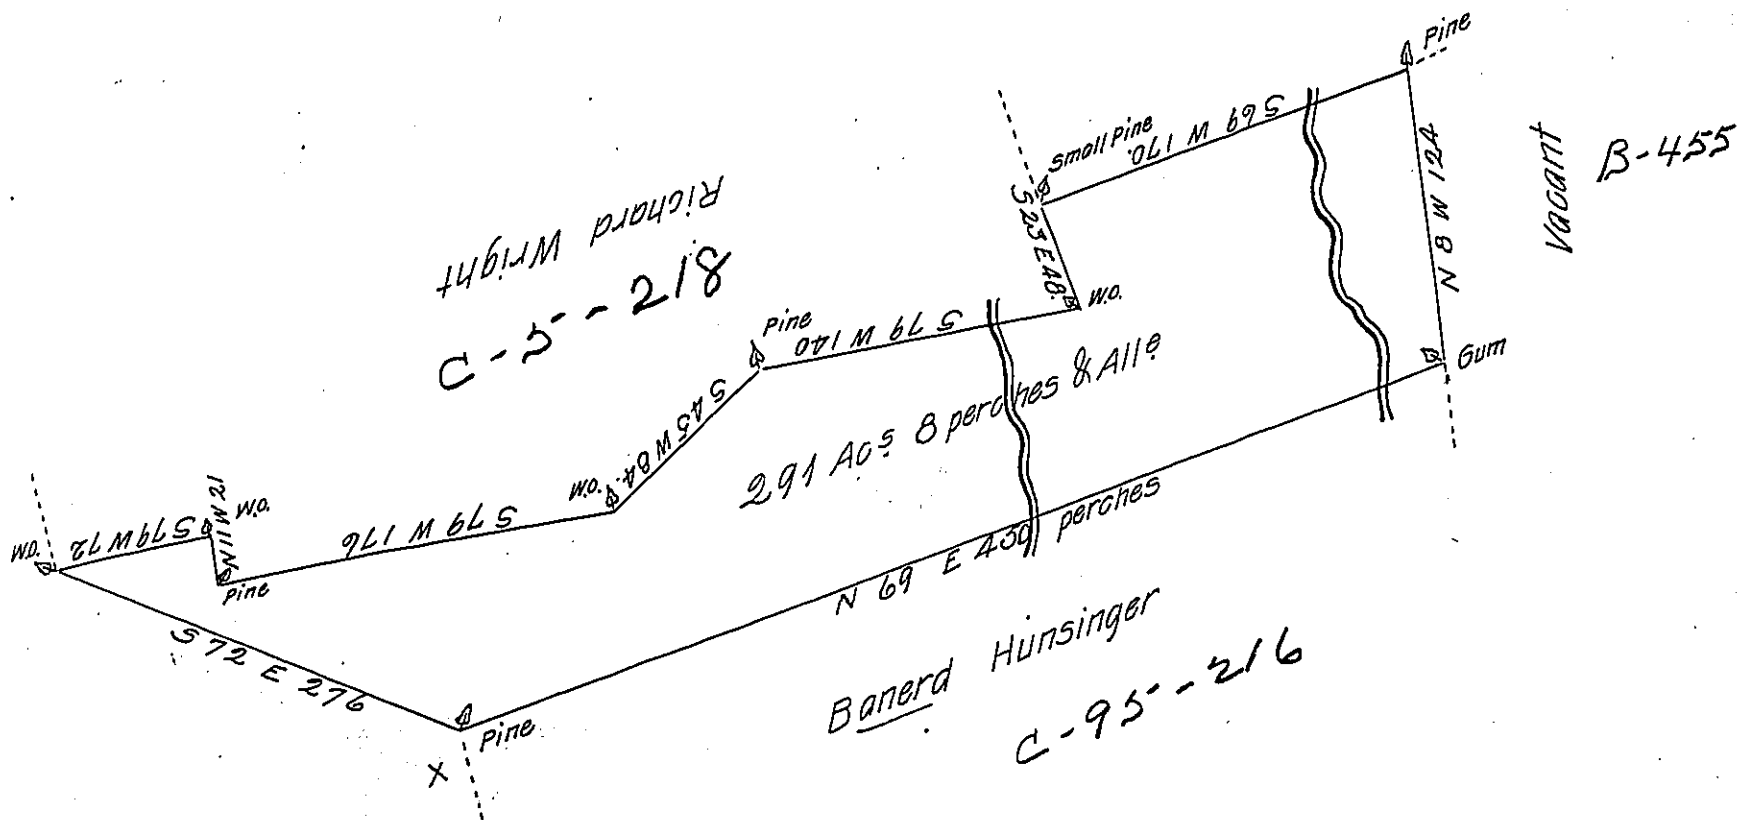 Pine
S 69 W 170.
Small Pine
S 23 E 48.
W.O.
N 8 W 124
Vacant
B-455
Gum
Richard Wright
C-5-218
Pine
S 79 W 140
S 45 W 84.
W.O.
S 79 W 176
291 Acs 8 perches & Alle
W.O.
N 11 W 21
S 79 W 72
W.O.
Pine
S 72 E 276
Pine
X
N 69 E 430 perches
Banerd Hunsinger
C-95-216